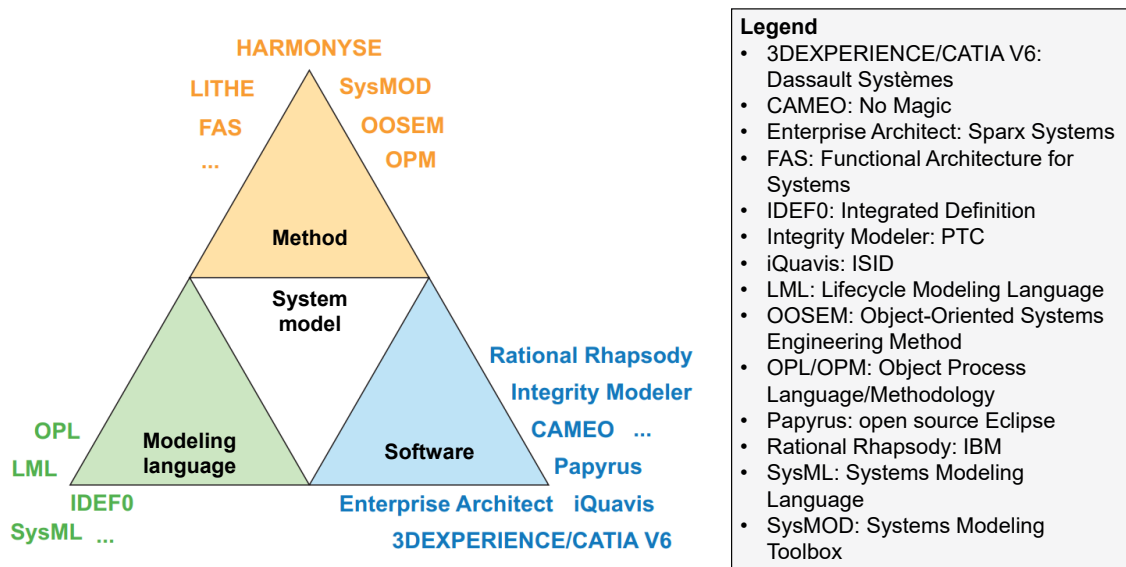 HARMONYSE
LITHE
SysMOD
FAS
OOSEM
...
OPM
Method
System
model
Rational Rhapsody
Integrity Modeler
OPL
Modeling
language
Software
CAMEO ...
LML
Papyrus
IDEF0
Enterprise Architect iQuavis
SysML ...
3DEXPERIENCE/CATIA V6
Legend
• 3DEXPERIENCE/CATIA V6:
Dassault Systèmes
• CAMEO: No Magic
• Enterprise Architect: Sparx Systems
• FAS: Functional Architecture for
Systems
• IDEF0: Integrated Definition
• Integrity Modeler: PTC
• iQuavis: ISID
• LML: Lifecycle Modeling Language
• OOSEM: Object-Oriented Systems
Engineering Method
• OPL/OPM: Object Process
Language/Methodology
• Papyrus: open source Eclipse
• Rational Rhapsody: IBM
• SysML: Systems Modeling
Language
• SysMOD: Systems Modeling
Toolbox